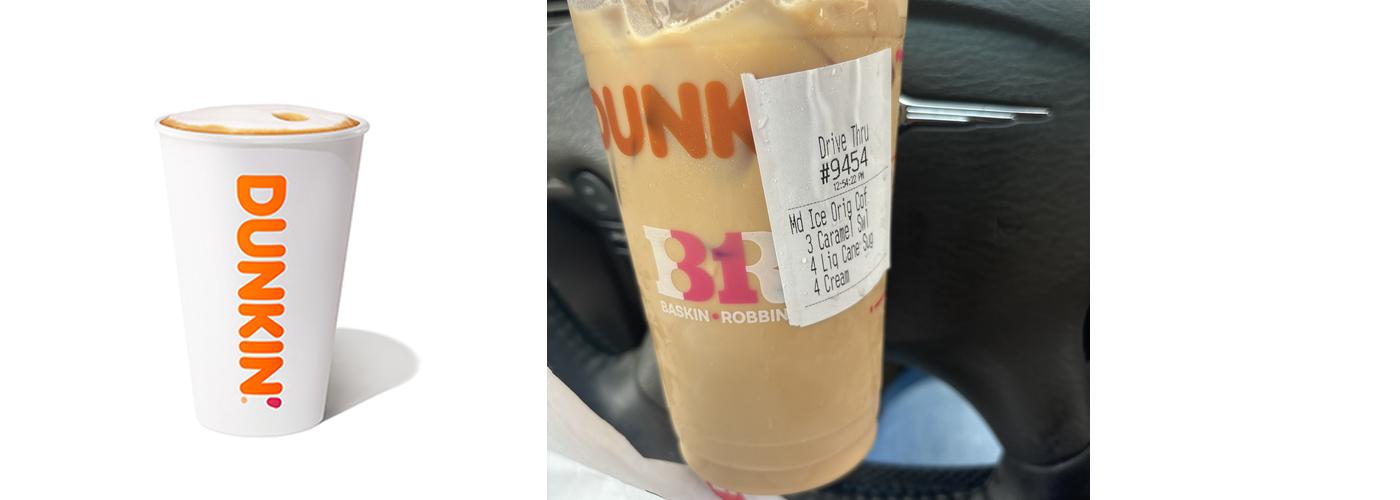 DUNKIN'
DUNK
Drive Thru
#9454
12:54:22 PM
Md Ice Orig Cof
3 Caramel Swl
4 Liq Cane Sug
4 Cream
BR
31
BASKIN•ROBBIN